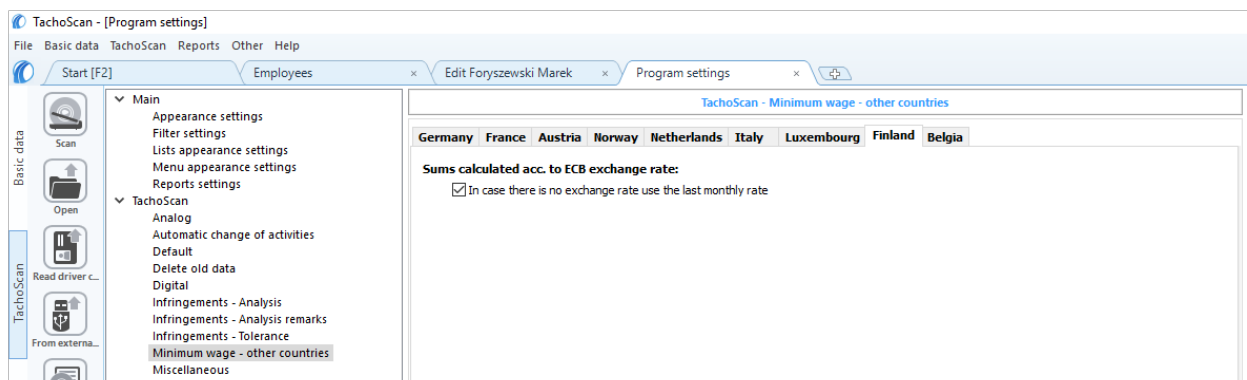 TachoScan - [Program settings]
File Basic data TachoScan Reports Other Help
Start [F2] Employees × Edit Foryszewski Marek × Program settings ×
Basic data
TachoScan
Scan
Open
Read driver c...
From externa...
Main
Appearance settings
Filter settings
Lists appearance settings
Menu appearance settings
Reports settings
TachoScan
Analog
Automatic change of activities
Default
Delete old data
Digital
Infringements - Analysis
Infringements - Analysis remarks
Infringements - Tolerance
Minimum wage - other countries
Miscellaneous
TachoScan - Minimum wage - other countries
Germany France Austria Norway Netherlands Italy Luxembourg Finland Belgia
Sums calculated acc. to ECB exchange rate:
In case there is no exchange rate use the last monthly rate